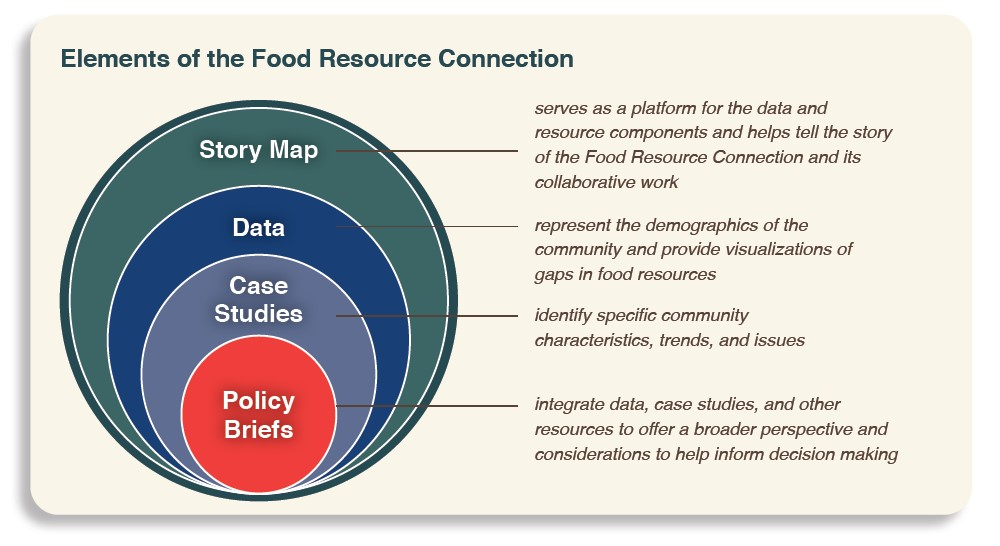 Elements of the Food Resource Connection
Story Map
serves as a platform for the data and
resource components and helps tell the story
of the Food Resource Connection and its
collaborative work
Data
represent the demographics of the
community and provide visualizations of
gaps in food resources
Case
Studies
identify specific community
characteristics, trends, and issues
Policy
Briefs
integrate data, case studies, and other
resources to offer a broader perspective and
considerations to help inform decision making